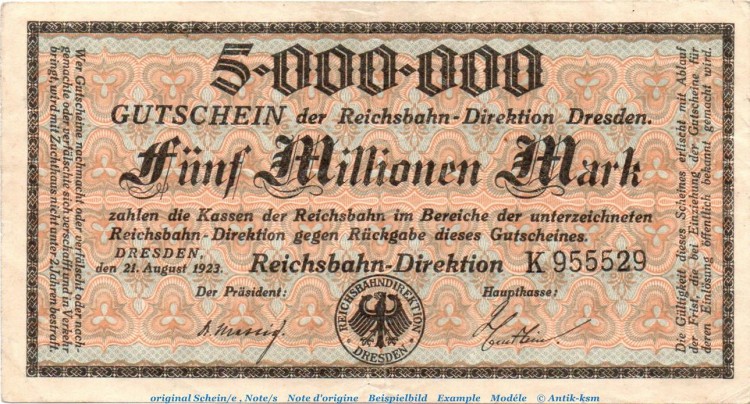 5·000·000
GUTSCHEIN der Reichsbahn-Direktion Dresden.
Fünf Millionen Mark
zahlen die Kassen der Reichsbahn im Bereiche der unterzeichneten
Reichsbahn-Direktion gegen Rückgabe dieses Gutscheines.
DRESDEN,
den 21. August 1923.
Reichsbahn-Direktion K 955529
Der Präsident:
Hauptkasse:
REICHSBAHNDIREKTION
· DRESDEN ·
Wer Gutscheine nachmacht oder verfälscht oder nach-
gemachte oder verfälschte sich verschafft und in Verkehr
bringt, wird mit Zuchthaus nicht unter 2 Jahren bestraft.
Die Gültigkeit dieses Scheines erlischt mit Ablauf
der Frist, die bei Einziehung der Gutscheine für
deren Einlösung öffentlich bekannt gemacht wird.
original Schein/e , Note/s Note d'origine Beispielbild Example Modéle © Antik-ksm